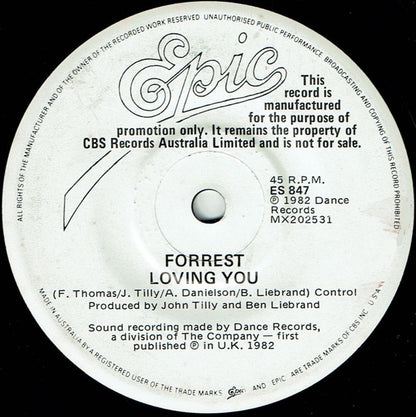 ALL RIGHTS OF THE MANUFACTURER AND OF THE OWNER OF THE RECORDED WORK RESERVED UNAUTHORISED PUBLIC PERFORMANCE BROADCASTING AND COPYING OF THIS RECORD PROHIBITED
Epic
This
record is
manufactured
for the purpose of
promotion only. It remains the property of
CBS Records Australia Limited and is not for sale.
45 R.P.M.
ES 847
Ⓟ 1982 Dance
Records
MX202531
FORREST
LOVING YOU
(F. Thomas/J. Tilly/A. Danielson/B. Liebrand) Control
Produced by John Tilly and Ben Liebrand
Sound recording made by Dance Records,
a division of The Company — first
published Ⓟ in U.K. 1982
MADE IN AUSTRALIA BY A REGISTERED USER OF THE TRADE MARKS Epic AND EPIC ARE TRADE MARKS OF CBS INC U S A